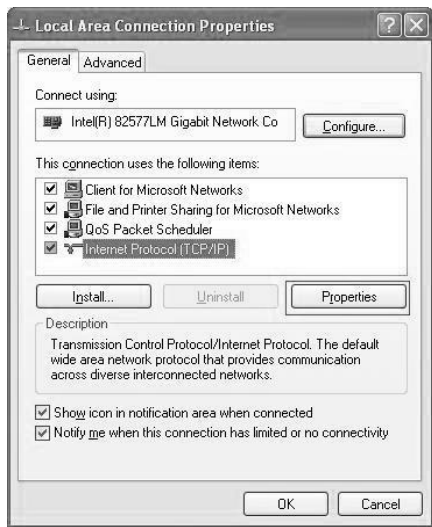 Local Area Connection Properties
General Advanced
Connect using:
Intel(R) 82577LM Gigabit Network Co
Configure...
This connection uses the following items:
Client for Microsoft Networks
File and Printer Sharing for Microsoft Networks
QoS Packet Scheduler
Internet Protocol (TCP/IP)
Install... Uninstall Properties
Description
Transmission Control Protocol/Internet Protocol. The default
wide area network protocol that provides communication
across diverse interconnected networks.
Show icon in notification area when connected
Notify me when this connection has limited or no connectivity
OK Cancel